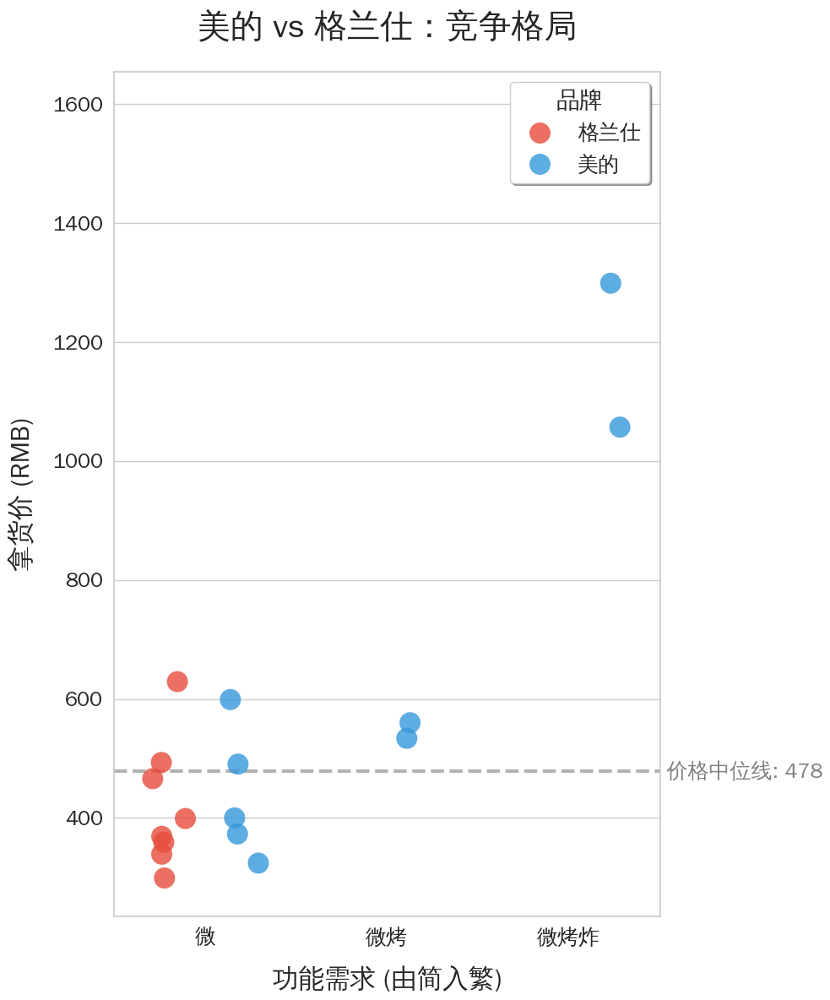 美的 vs 格兰仕：竞争格局
品牌
格兰仕
美的
1600
1400
1200
1000
800
600
400
拿货价 (RMB)
价格中位线: 478
微
微烤
微烤炸
功能需求 (由简入繁)